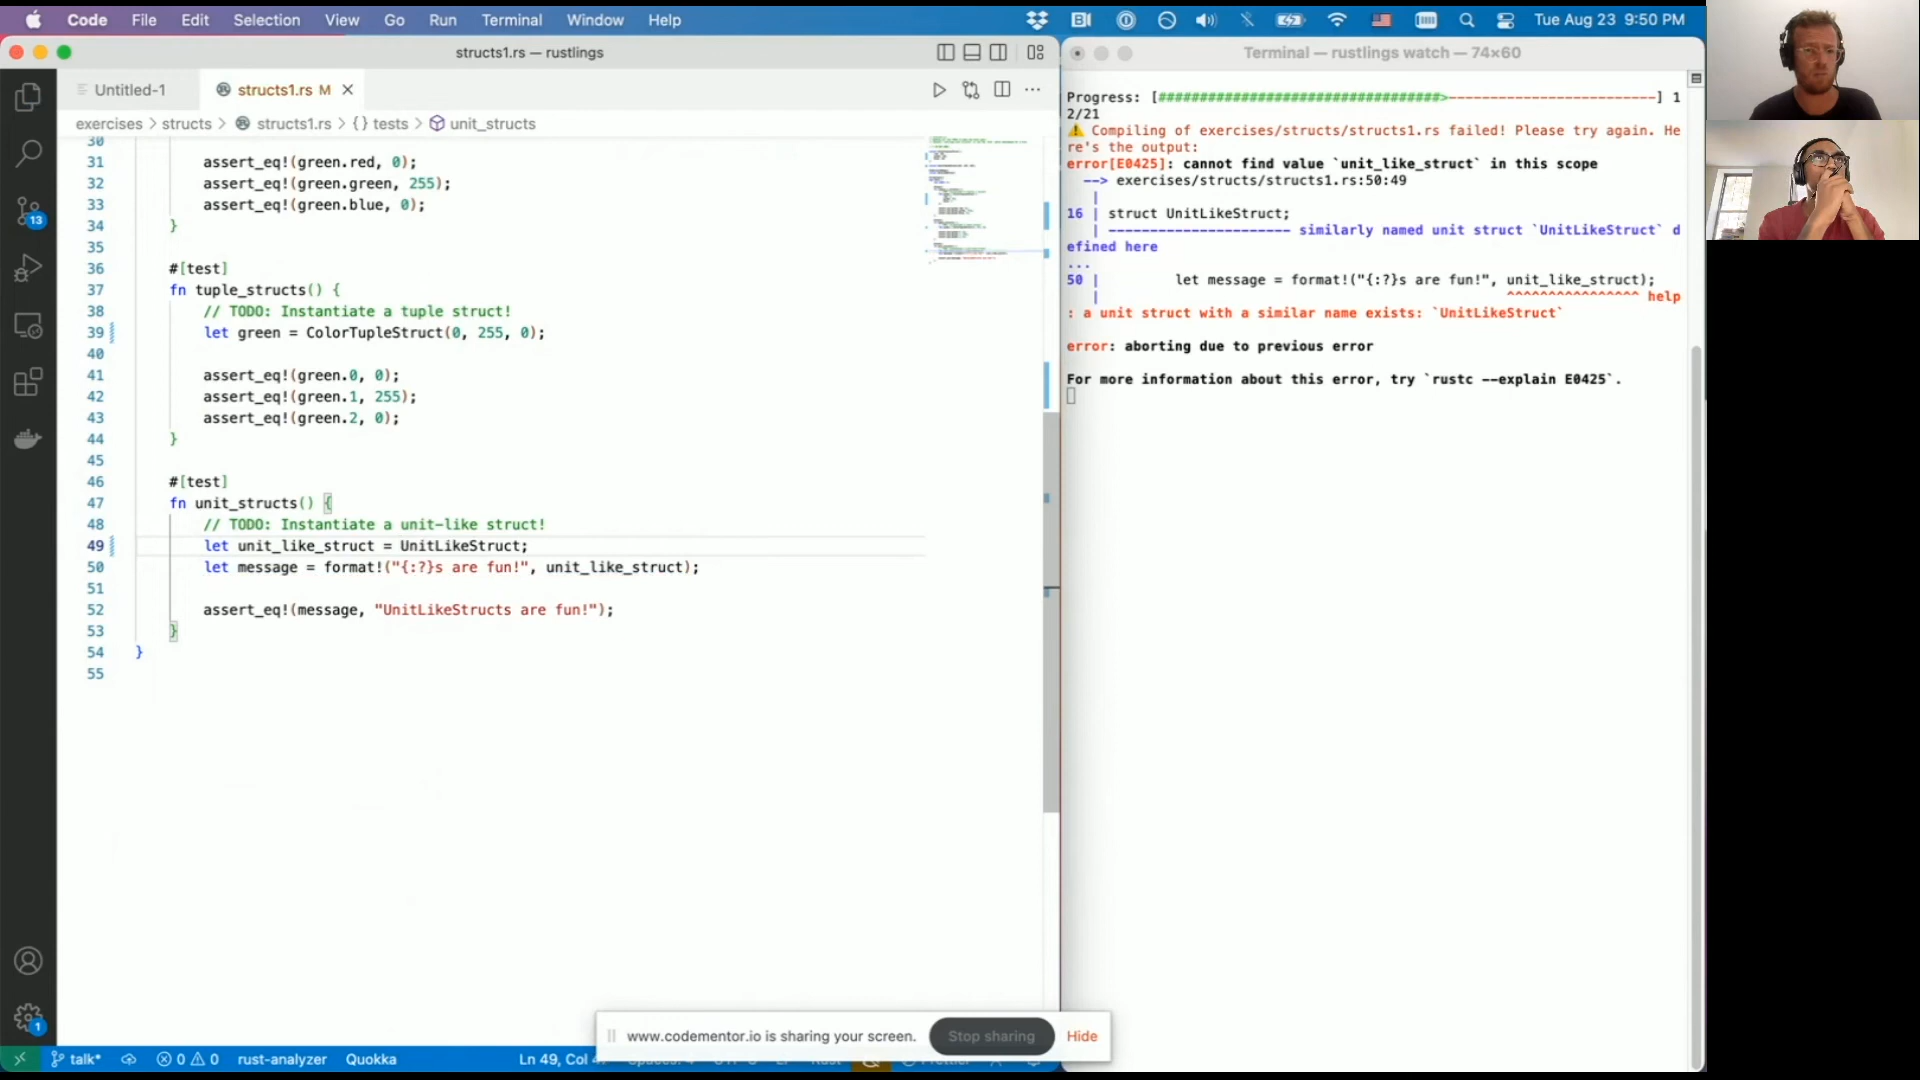 Code File Edit Selection View Go Run Terminal Window Help
Tue Aug 23 9:50 PM
structs1.rs — rustlings
Untitled-1
structs1.rs M
exercises > structs > structs1.rs > {} tests > unit_structs
30
31 assert_eq!(green.red, 0);
32 assert_eq!(green.green, 255);
33 assert_eq!(green.blue, 0);
34 }
35
36 #[test]
37 fn tuple_structs() {
38 // TODO: Instantiate a tuple struct!
39 let green = ColorTupleStruct(0, 255, 0);
40
41 assert_eq!(green.0, 0);
42 assert_eq!(green.1, 255);
43 assert_eq!(green.2, 0);
44 }
45
46 #[test]
47 fn unit_structs() {
48 // TODO: Instantiate a unit-like struct!
49 let unit_like_struct = UnitLikeStruct;
50 let message = format!("{:?}s are fun!", unit_like_struct);
51
52 assert_eq!(message, "UnitLikeStructs are fun!");
53 }
54 }
55
13
1
talk*
0 0
rust-analyzer
Quokka
Ln 49, Col
www.codementor.io is sharing your screen.
Stop sharing
Hide
Terminal — rustlings watch — 74×60
Progress: [##################################>-------------------------] 1
2/21
⚠️ Compiling of exercises/structs/structs1.rs failed! Please try again. He
re's the output:
error[E0425]: cannot find value `unit_like_struct` in this scope
--> exercises/structs/structs1.rs:50:49
|
16 | struct UnitLikeStruct;
| ---------------------- similarly named unit struct `UnitLikeStruct` d
efined here
...
50 | let message = format!("{:?}s are fun!", unit_like_struct);
| ^^^^^^^^^^^^^^^^ help
: a unit struct with a similar name exists: `UnitLikeStruct`
error: aborting due to previous error
For more information about this error, try `rustc --explain E0425`.